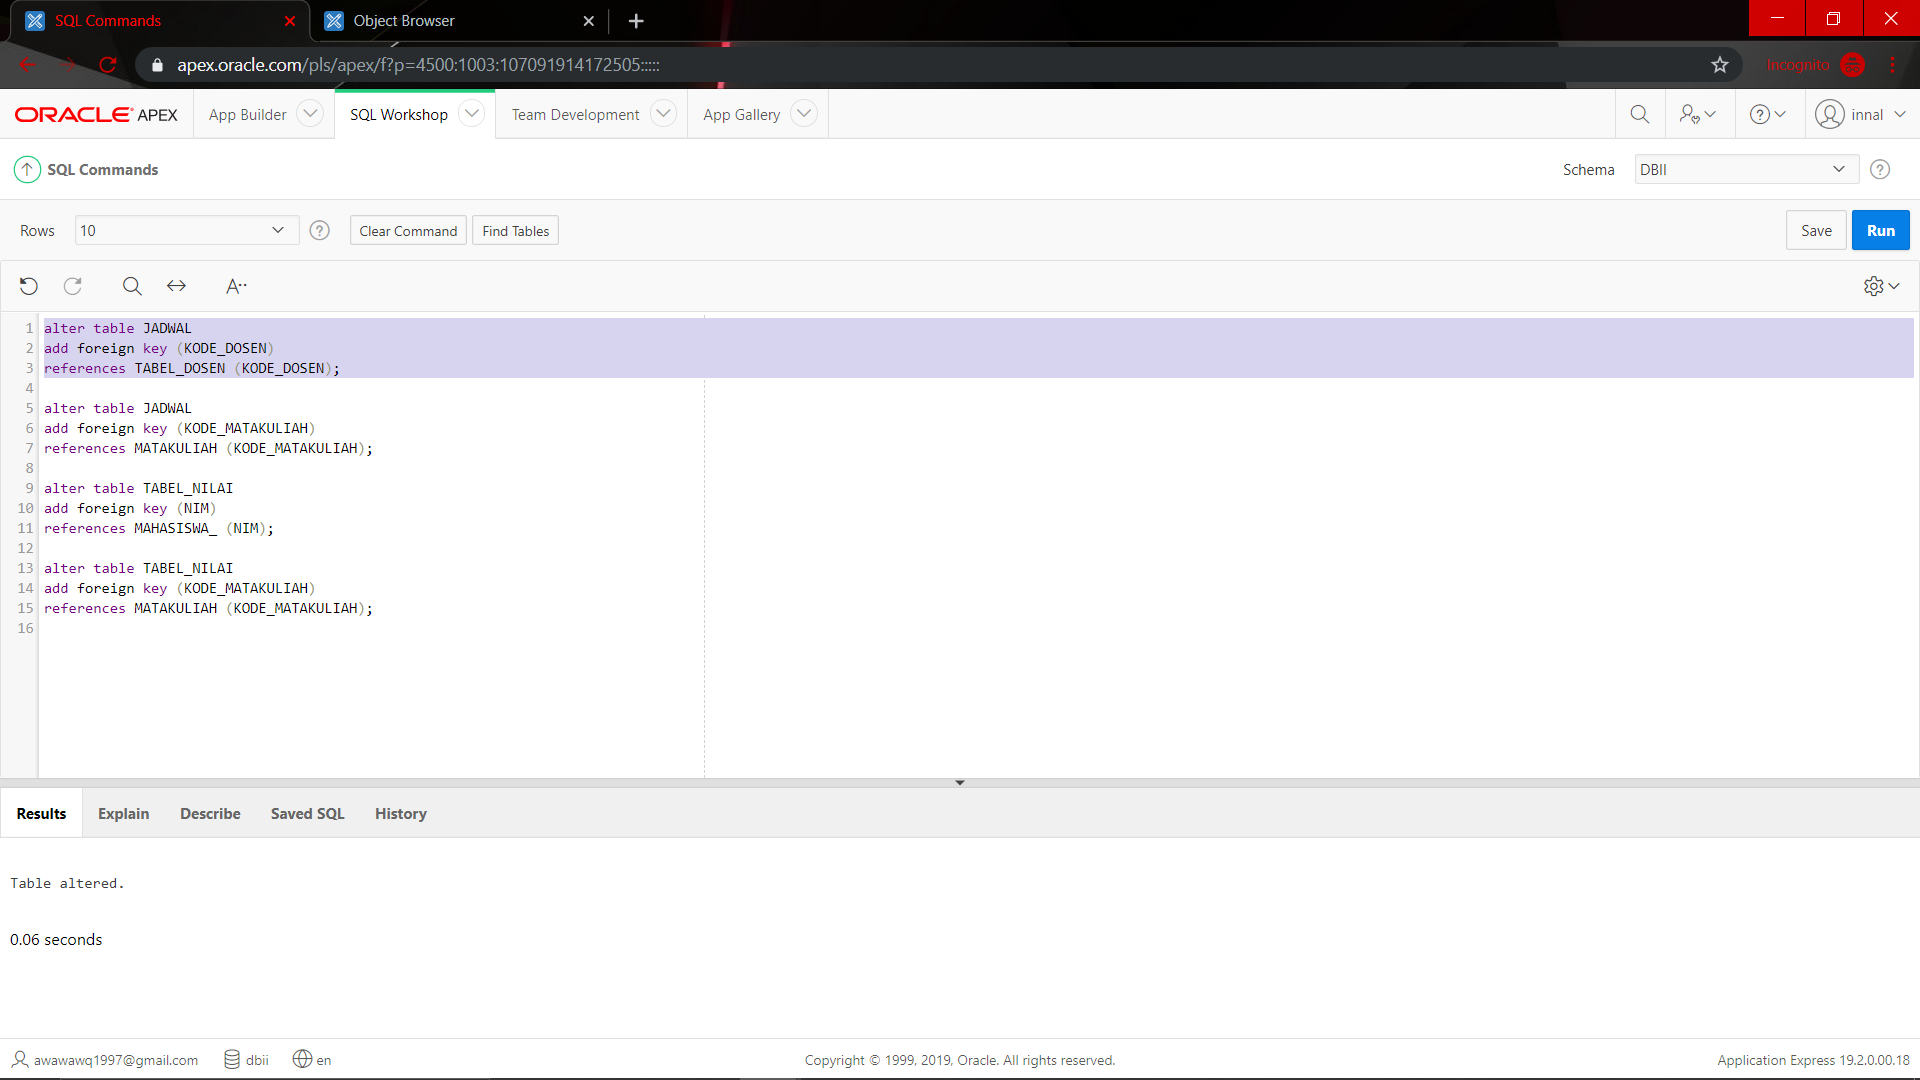 SQL Commands
Object Browser
apex.oracle.com/pls/apex/f?p=4500:1003:107091914172505:::::
Incognito
ORACLE® APEX
App Builder
SQL Workshop
Team Development
App Gallery
innal
SQL Commands
Schema
DBII
Rows
10
Clear Command
Find Tables
Save
Run
1 alter table JADWAL
2 add foreign key (KODE_DOSEN)
3 references TABEL_DOSEN (KODE_DOSEN);
4
5 alter table JADWAL
6 add foreign key (KODE_MATAKULIAH)
7 references MATAKULIAH (KODE_MATAKULIAH);
8
9 alter table TABEL_NILAI
10 add foreign key (NIM)
11 references MAHASISWA_ (NIM);
12
13 alter table TABEL_NILAI
14 add foreign key (KODE_MATAKULIAH)
15 references MATAKULIAH (KODE_MATAKULIAH);
16
Results
Explain
Describe
Saved SQL
History
Table altered.
0.06 seconds
awawawq1997@gmail.com
dbii
en
Copyright © 1999, 2019, Oracle. All rights reserved.
Application Express 19.2.0.00.18